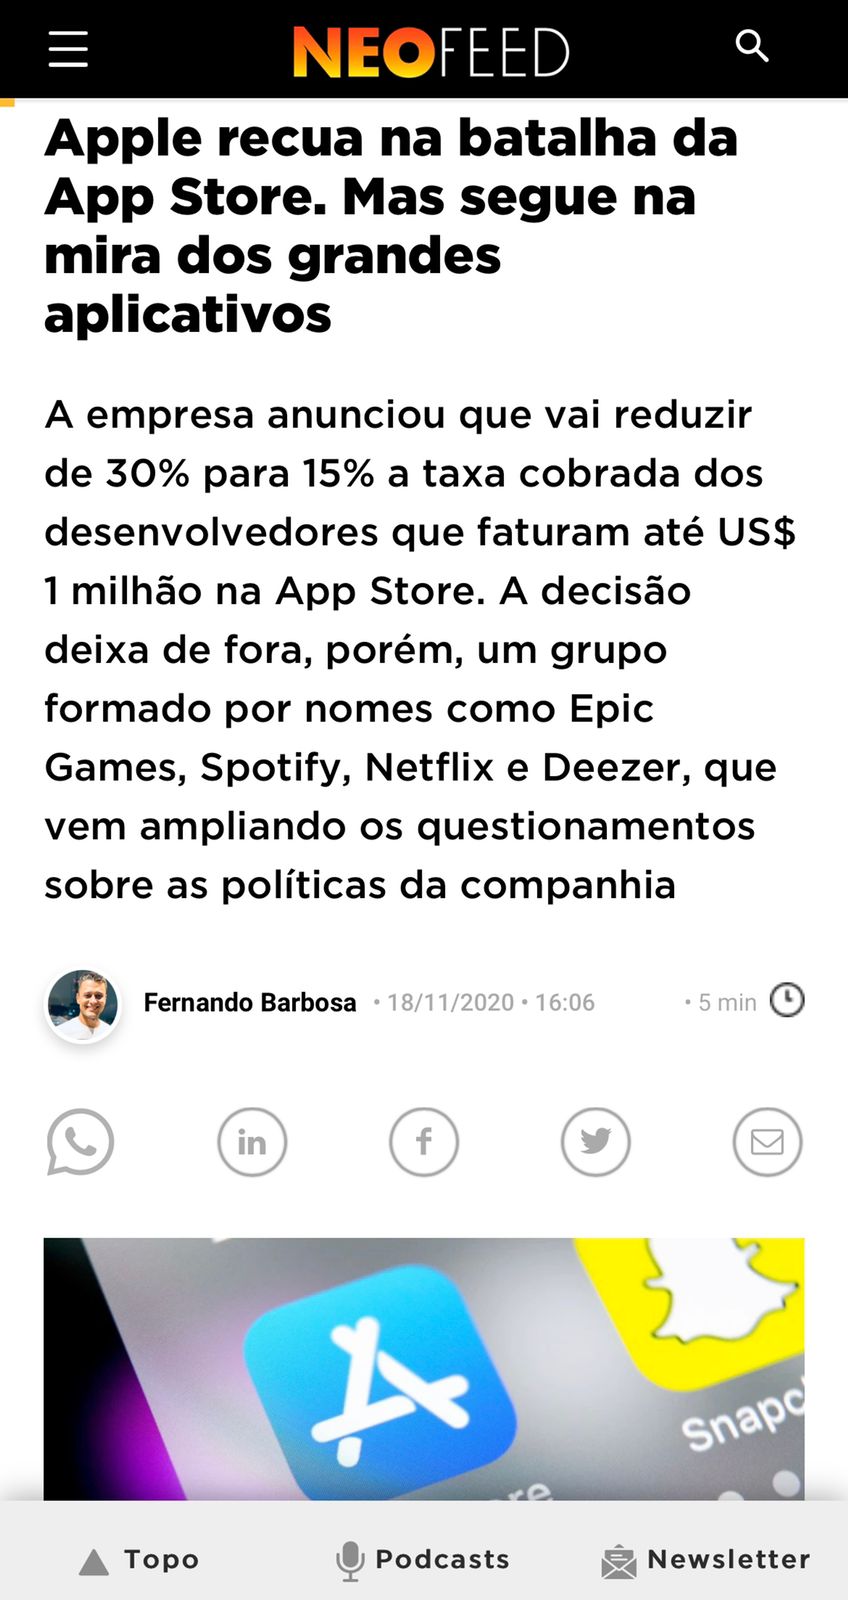 NEOFEED
Apple recua na batalha da
App Store. Mas segue na
mira dos grandes
aplicativos
A empresa anunciou que vai reduzir
de 30% para 15% a taxa cobrada dos
desenvolvedores que faturam até US$
1 milhão na App Store. A decisão
deixa de fora, porém, um grupo
formado por nomes como Epic
Games, Spotify, Netflix e Deezer, que
vem ampliando os questionamentos
sobre as políticas da companhia
Fernando Barbosa • 18/11/2020 • 16:06 • 5 min
in f
Snapc
re
Topo Podcasts Newsletter